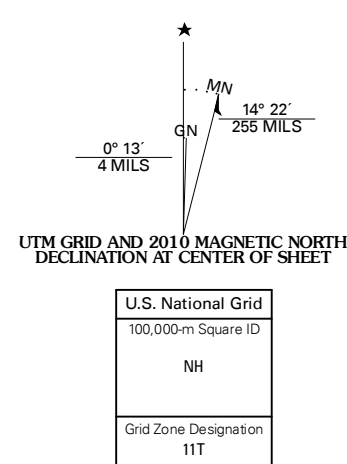 MN
GN
14° 22´
255 MILS
0° 13´
4 MILS
UTM GRID AND 2010 MAGNETIC NORTH
DECLINATION AT CENTER OF SHEET
U.S. National Grid
100,000-m Square ID
NH
Grid Zone Designation
11T